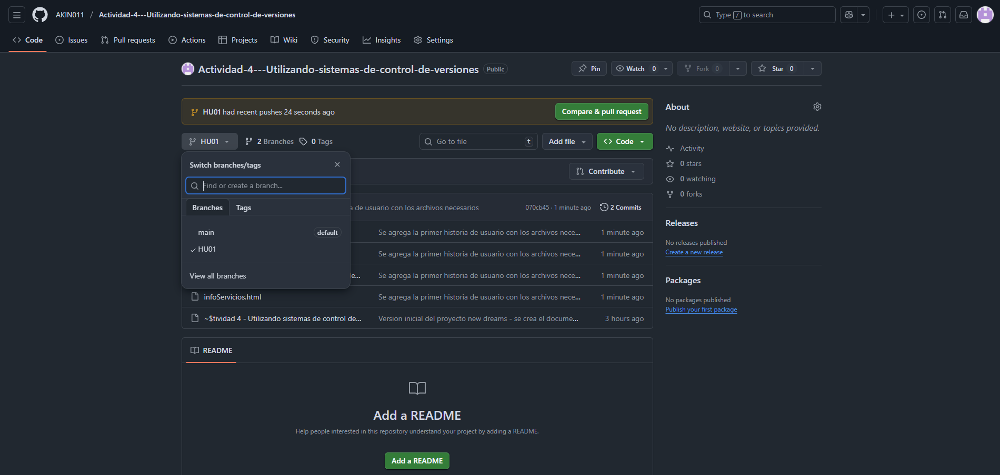 AKIN011 / Actividad-4---Utilizando-sistemas-de-control-de-versiones
Type / to search
Code Issues Pull requests Actions Projects Wiki Security Insights Settings
Actividad-4---Utilizando-sistemas-de-control-de-versiones Public
Pin Watch 0 Fork 0 Star 0
HU01 had recent pushes 24 seconds ago
Compare & pull request
HU01 2 Branches 0 Tags
Go to file t
Add file
Code
Switch branches/tags
Find or create a branch...
Branches Tags
main default
HU01
View all branches
Contribute
a de usuario con los archivos necesarios
070cb45 · 1 minute ago
2 Commits
Se agrega la primer historia de usuario con los archivos nece... 1 minute ago
Se agrega la primer historia de usuario con los archivos nece... 1 minute ago
de... Se agrega la primer historia de usuario con los archivos nece... 1 minute ago
infoServicios.html Se agrega la primer historia de usuario con los archivos nece... 1 minute ago
~$tividad 4 - Utilizando sistemas de control de... Version inicial del proyecto new dreams - se crea el docume... 3 hours ago
README
Add a README
Help people interested in this repository understand your project by adding a README.
Add a README
About
No description, website, or topics provided.
Activity
0 stars
0 watching
0 forks
Releases
No releases published
Create a new release
Packages
No packages published
Publish your first package